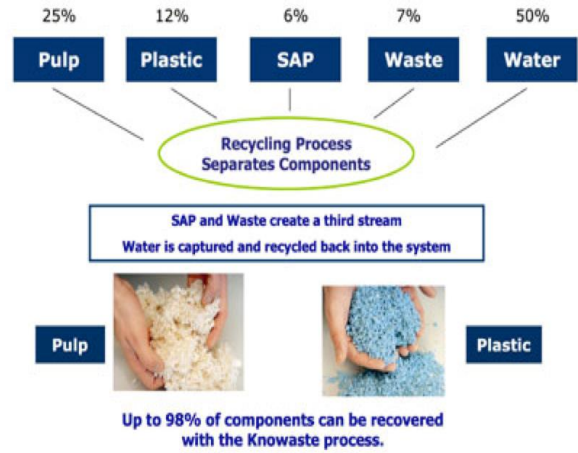 25% 12% 6% 7% 50%
Pulp Plastic SAP Waste Water
Recycling Process
Separates Components
SAP and Waste create a third stream
Water is captured and recycled back into the system
Pulp Plastic
Up to 98% of components can be recovered
with the Knowaste process.